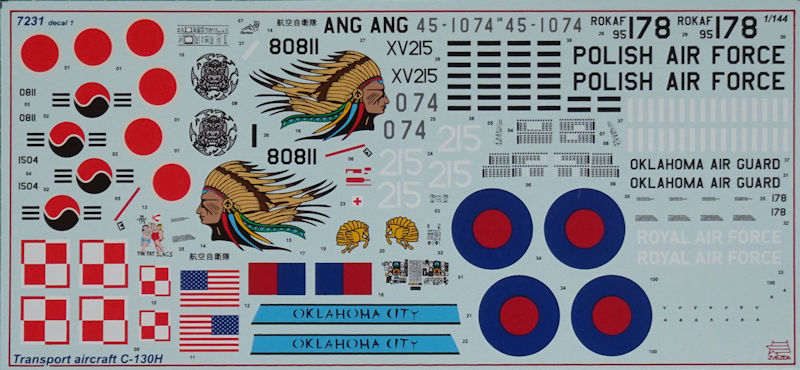 7231 decal 1
航空自衛隊
ANG ANG
45-1074
45-1074
ROKAF 95 178
ROKAF 95 178
1/144
80811
XV215
XV215
POLISH AIR FORCE
POLISH AIR FORCE
0811
0811
074
074
1504
1504
80811
215
215
215
OKLAHOMA AIR GUARD
OKLAHOMA AIR GUARD
178
178
ROYAL AIR FORCE
ROYAL AIR FORCE
航空自衛隊
OKLAHOMA CITY
OKLAHOMA CITY
Transport aircraft C-130H
ZVEZDA